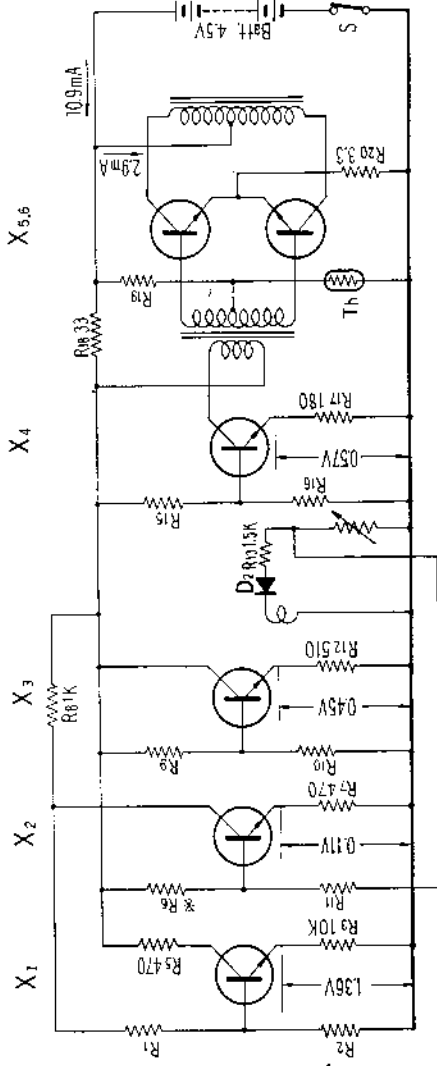 X1
X2
X3
X4
X5,6
R1
R2
R5 470
R3 10K
1.36V
※ R6
R11
R7 470
0.11V
R8 1K
R9
R10
R12 510
0.45V
D2
R13 1.5K
R15
R16
R17 180
0.57V
R18 33
R19
Th
R20 3.3
2.9mA
10.9mA
Batt. 4.5V
S